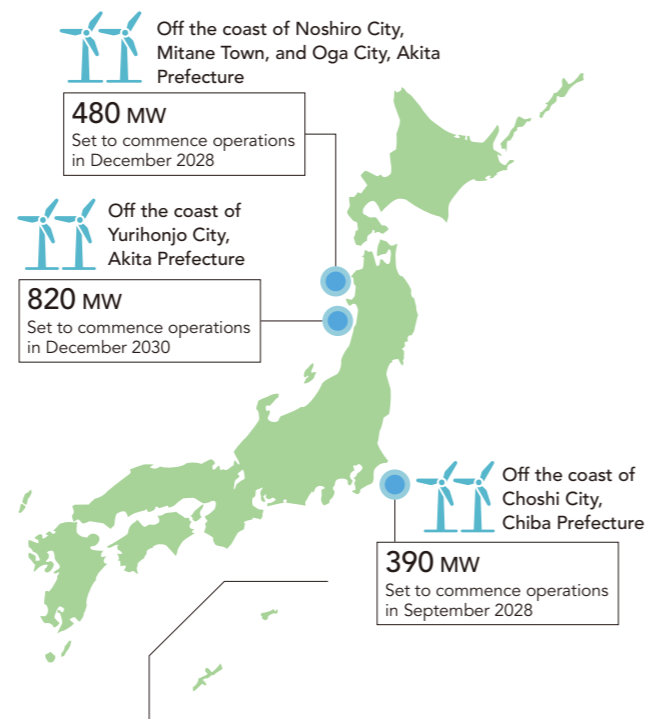 Off the coast of Noshiro City,
Mitane Town, and Oga City, Akita
Prefecture
480 MW
Set to commence operations
in December 2028
Off the coast of
Yurihonjo City,
Akita Prefecture
820 MW
Set to commence operations
in December 2030
Off the coast of
Choshi City,
Chiba Prefecture
390 MW
Set to commence operations
in September 2028